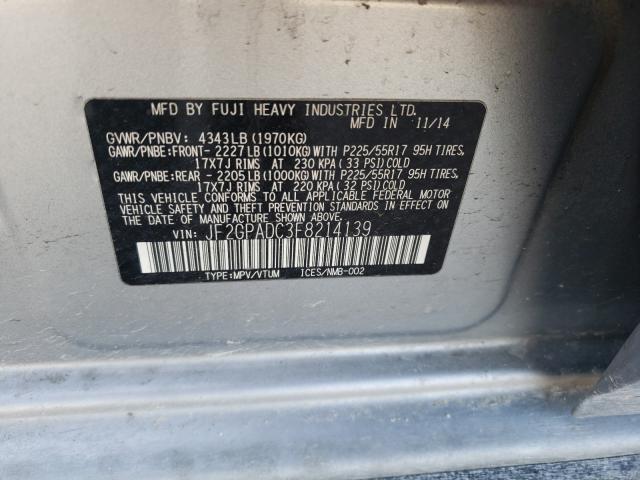 MFD BY FUJI HEAVY INDUSTRIES LTD.
MFD IN 11/14
GVWR/PNBV: 4343LB (1970KG)
GAWR/PNBE:FRONT- 2227 LB (1010KG) WITH P225/55R17 95H TIRES,
17X7J RIMS AT 230 KPA (33 PSI) COLD
GAWR/PNBE:REAR - 2205 LB (1000KG) WITH P225/55R17 95H TIRES,
17X7J RIMS AT 220 KPA (32 PSI) COLD
THIS VEHICLE CONFORMS TO ALL APPLICABLE FEDERAL MOTOR
VEHICLE SAFETY AND THEFT PREVENTION STANDARDS IN EFFECT
ON THE DATE OF MANUFACTURE SHOWN ABOVE.
VIN: JF2GPADC3F8214139
TYPE:MPV/VTUM ICES/NMB-002